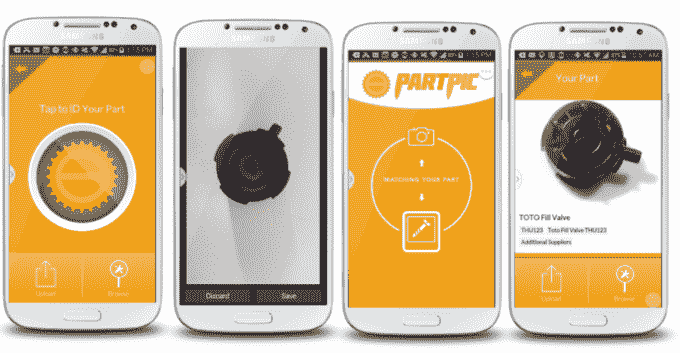 SAMSUNG
Tap to ID Your Part
Upload
Browse
SAMSUNG
Discard
Save
SAMSUNG
PARTPIC
MATCHING YOUR PART
SAMSUNG
Your Part
TOTO Fill Valve
THU123 Toto Fill Valve THU123
Additional Suppliers
Upload
Browse